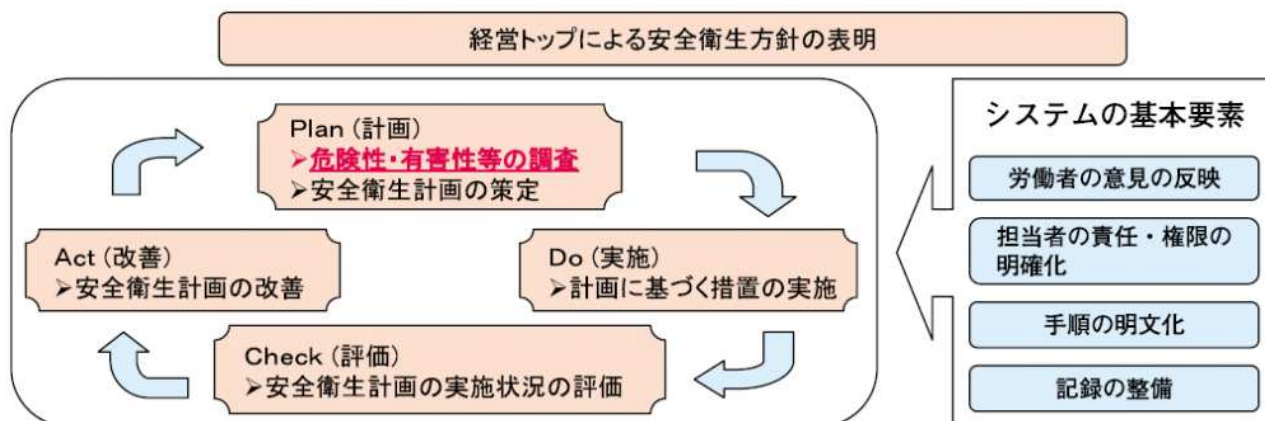 経営トップによる安全衛生方針の表明
Plan（計画）
➢危険性・有害性等の調査
➢安全衛生計画の策定
Act（改善）
➢安全衛生計画の改善
Do（実施）
➢計画に基づく措置の実施
Check（評価）
➢安全衛生計画の実施状況の評価
システムの基本要素
労働者の意見の反映
担当者の責任・権限の
明確化
手順の明文化
記録の整備